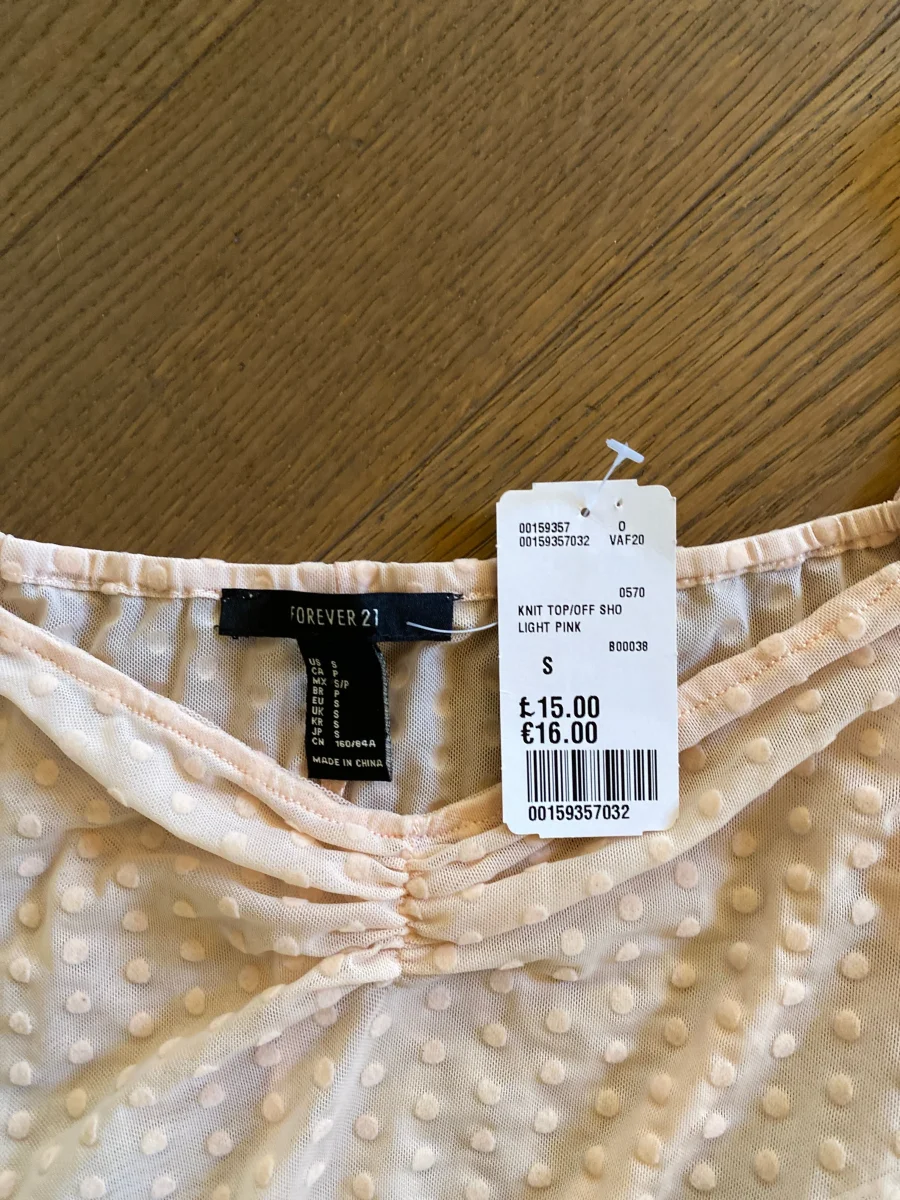 FOREVER 21
US S
CA P
MX S/P
BR P
EU S
UK S
KR S
JP S
CN 160/84A
MADE IN CHINA
00159357 0
00159357032 VAF20
0570
KNIT TOP/OFF SHO
LIGHT PINK
B00038
S
£15.00
€16.00
00159357032